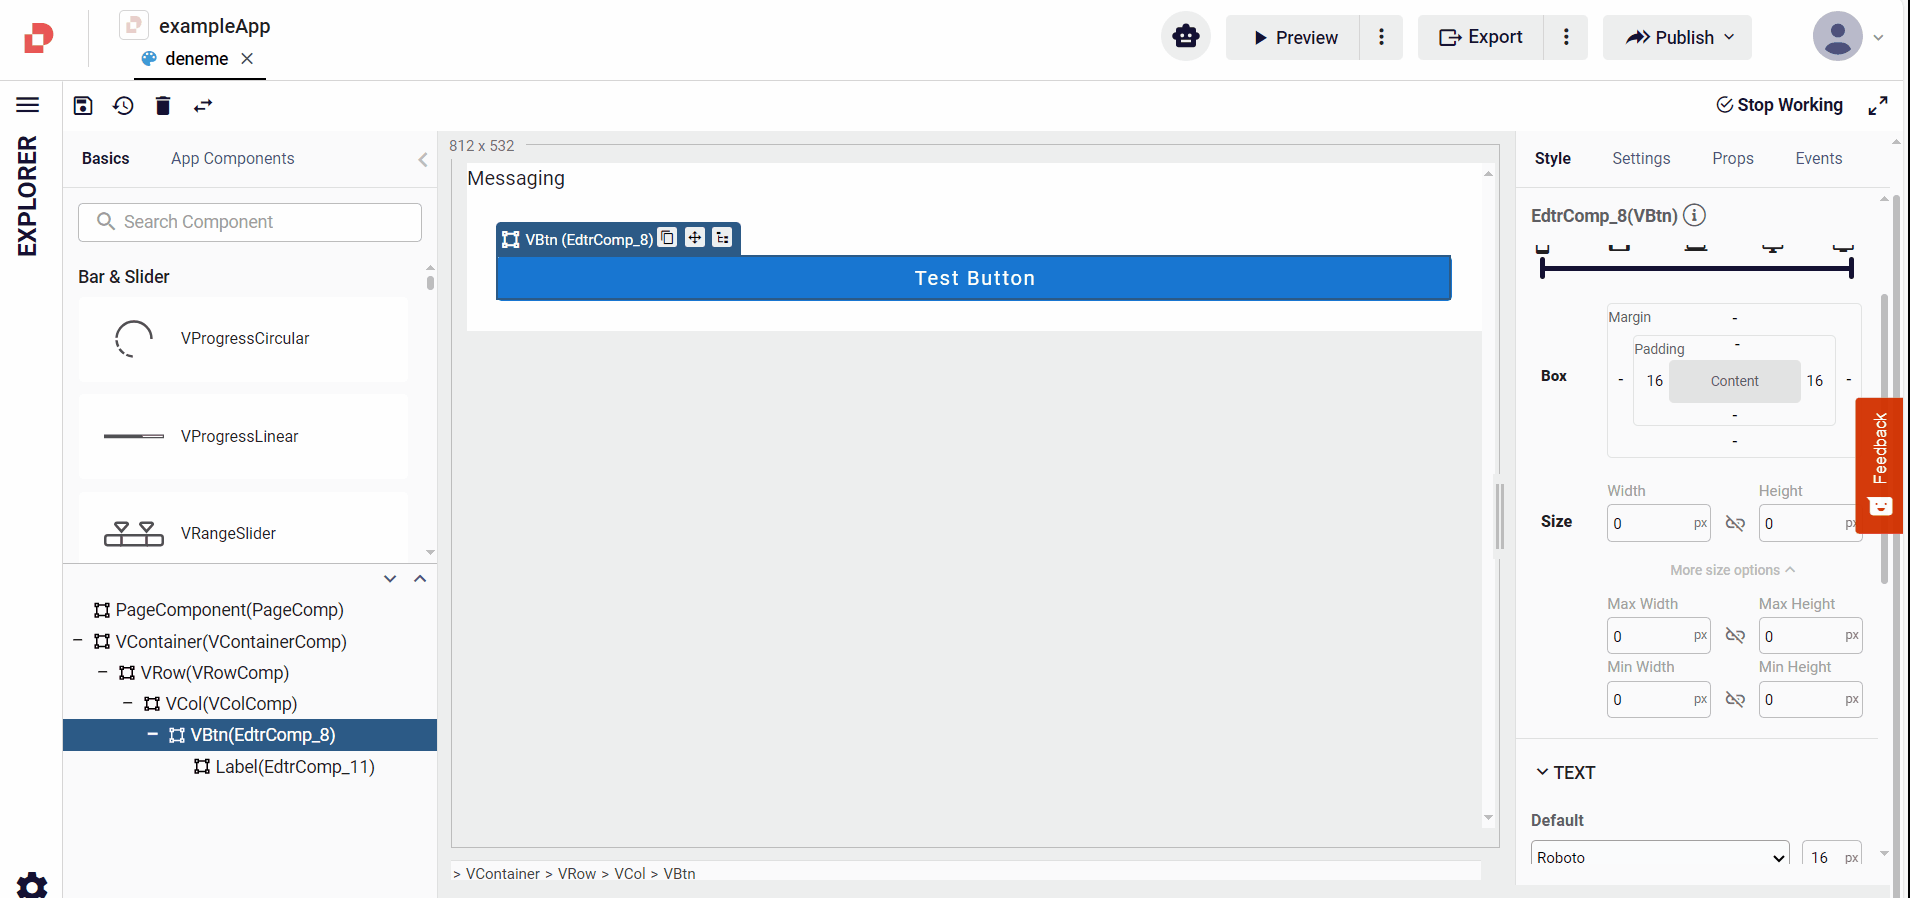 exampleApp
deneme
Preview
Export
Publish
Stop Working
EXPLORER
Basics
App Components
Search Component
Bar & Slider
VProgressCircular
VProgressLinear
VRangeSlider
PageComponent(PageComp)
VContainer(VContainerComp)
VRow(VRowComp)
VCol(VColComp)
VBtn(EdtrComp_8)
Label(EdtrComp_11)
812 x 532
Messaging
VBtn (EdtrComp_8)
Test Button
> VContainer > VRow > VCol > VBtn
Style Settings Props Events
EdtrComp_8(VBtn)
Box
Margin -
Padding -
- 16 Content 16 -
-
-
Size
Width Height
0 px 0 px
More size options
Max Width Max Height
0 px 0 px
Min Width Min Height
0 px 0 px
TEXT
Default
Roboto 16 px
Feedback